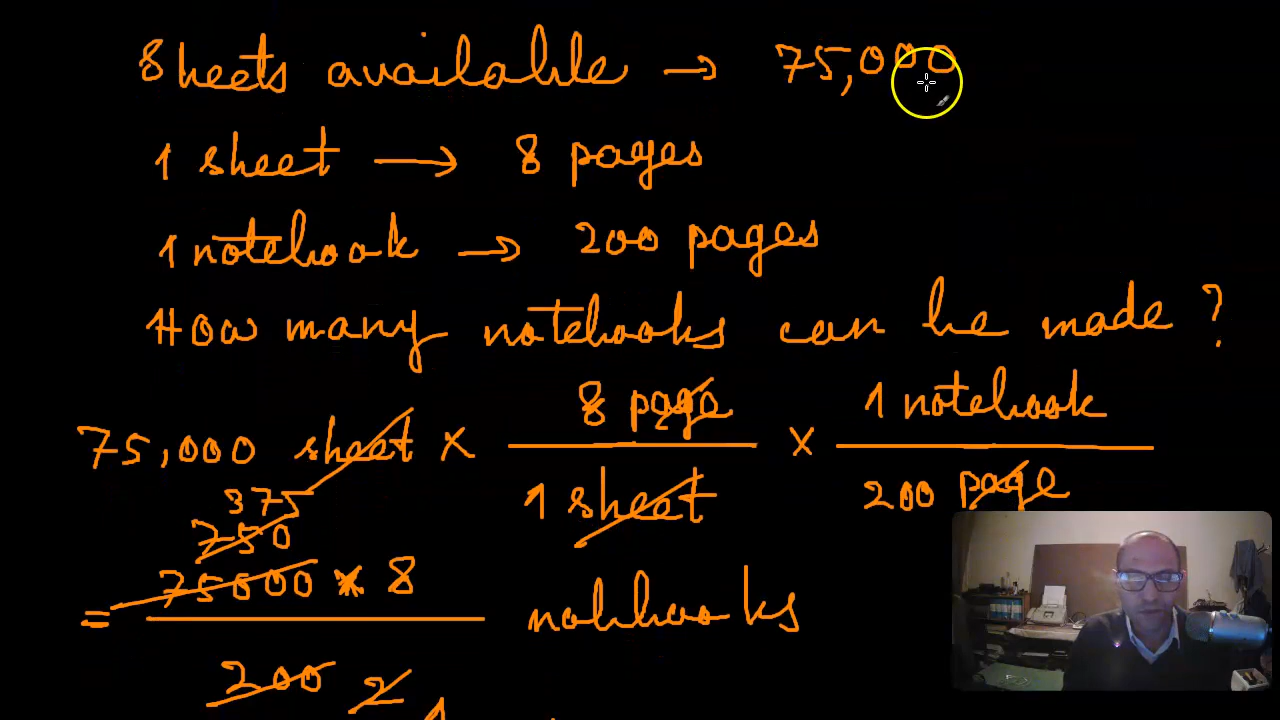 Sheets available → 75,000
1 sheet → 8 pages
1 notebook → 200 pages
How many notebooks can be made ?
75,000 sheet × 8 page / 1 sheet × 1 notebook / 200 page
375
750
= 75000 × 8 / 200 2 notebooks